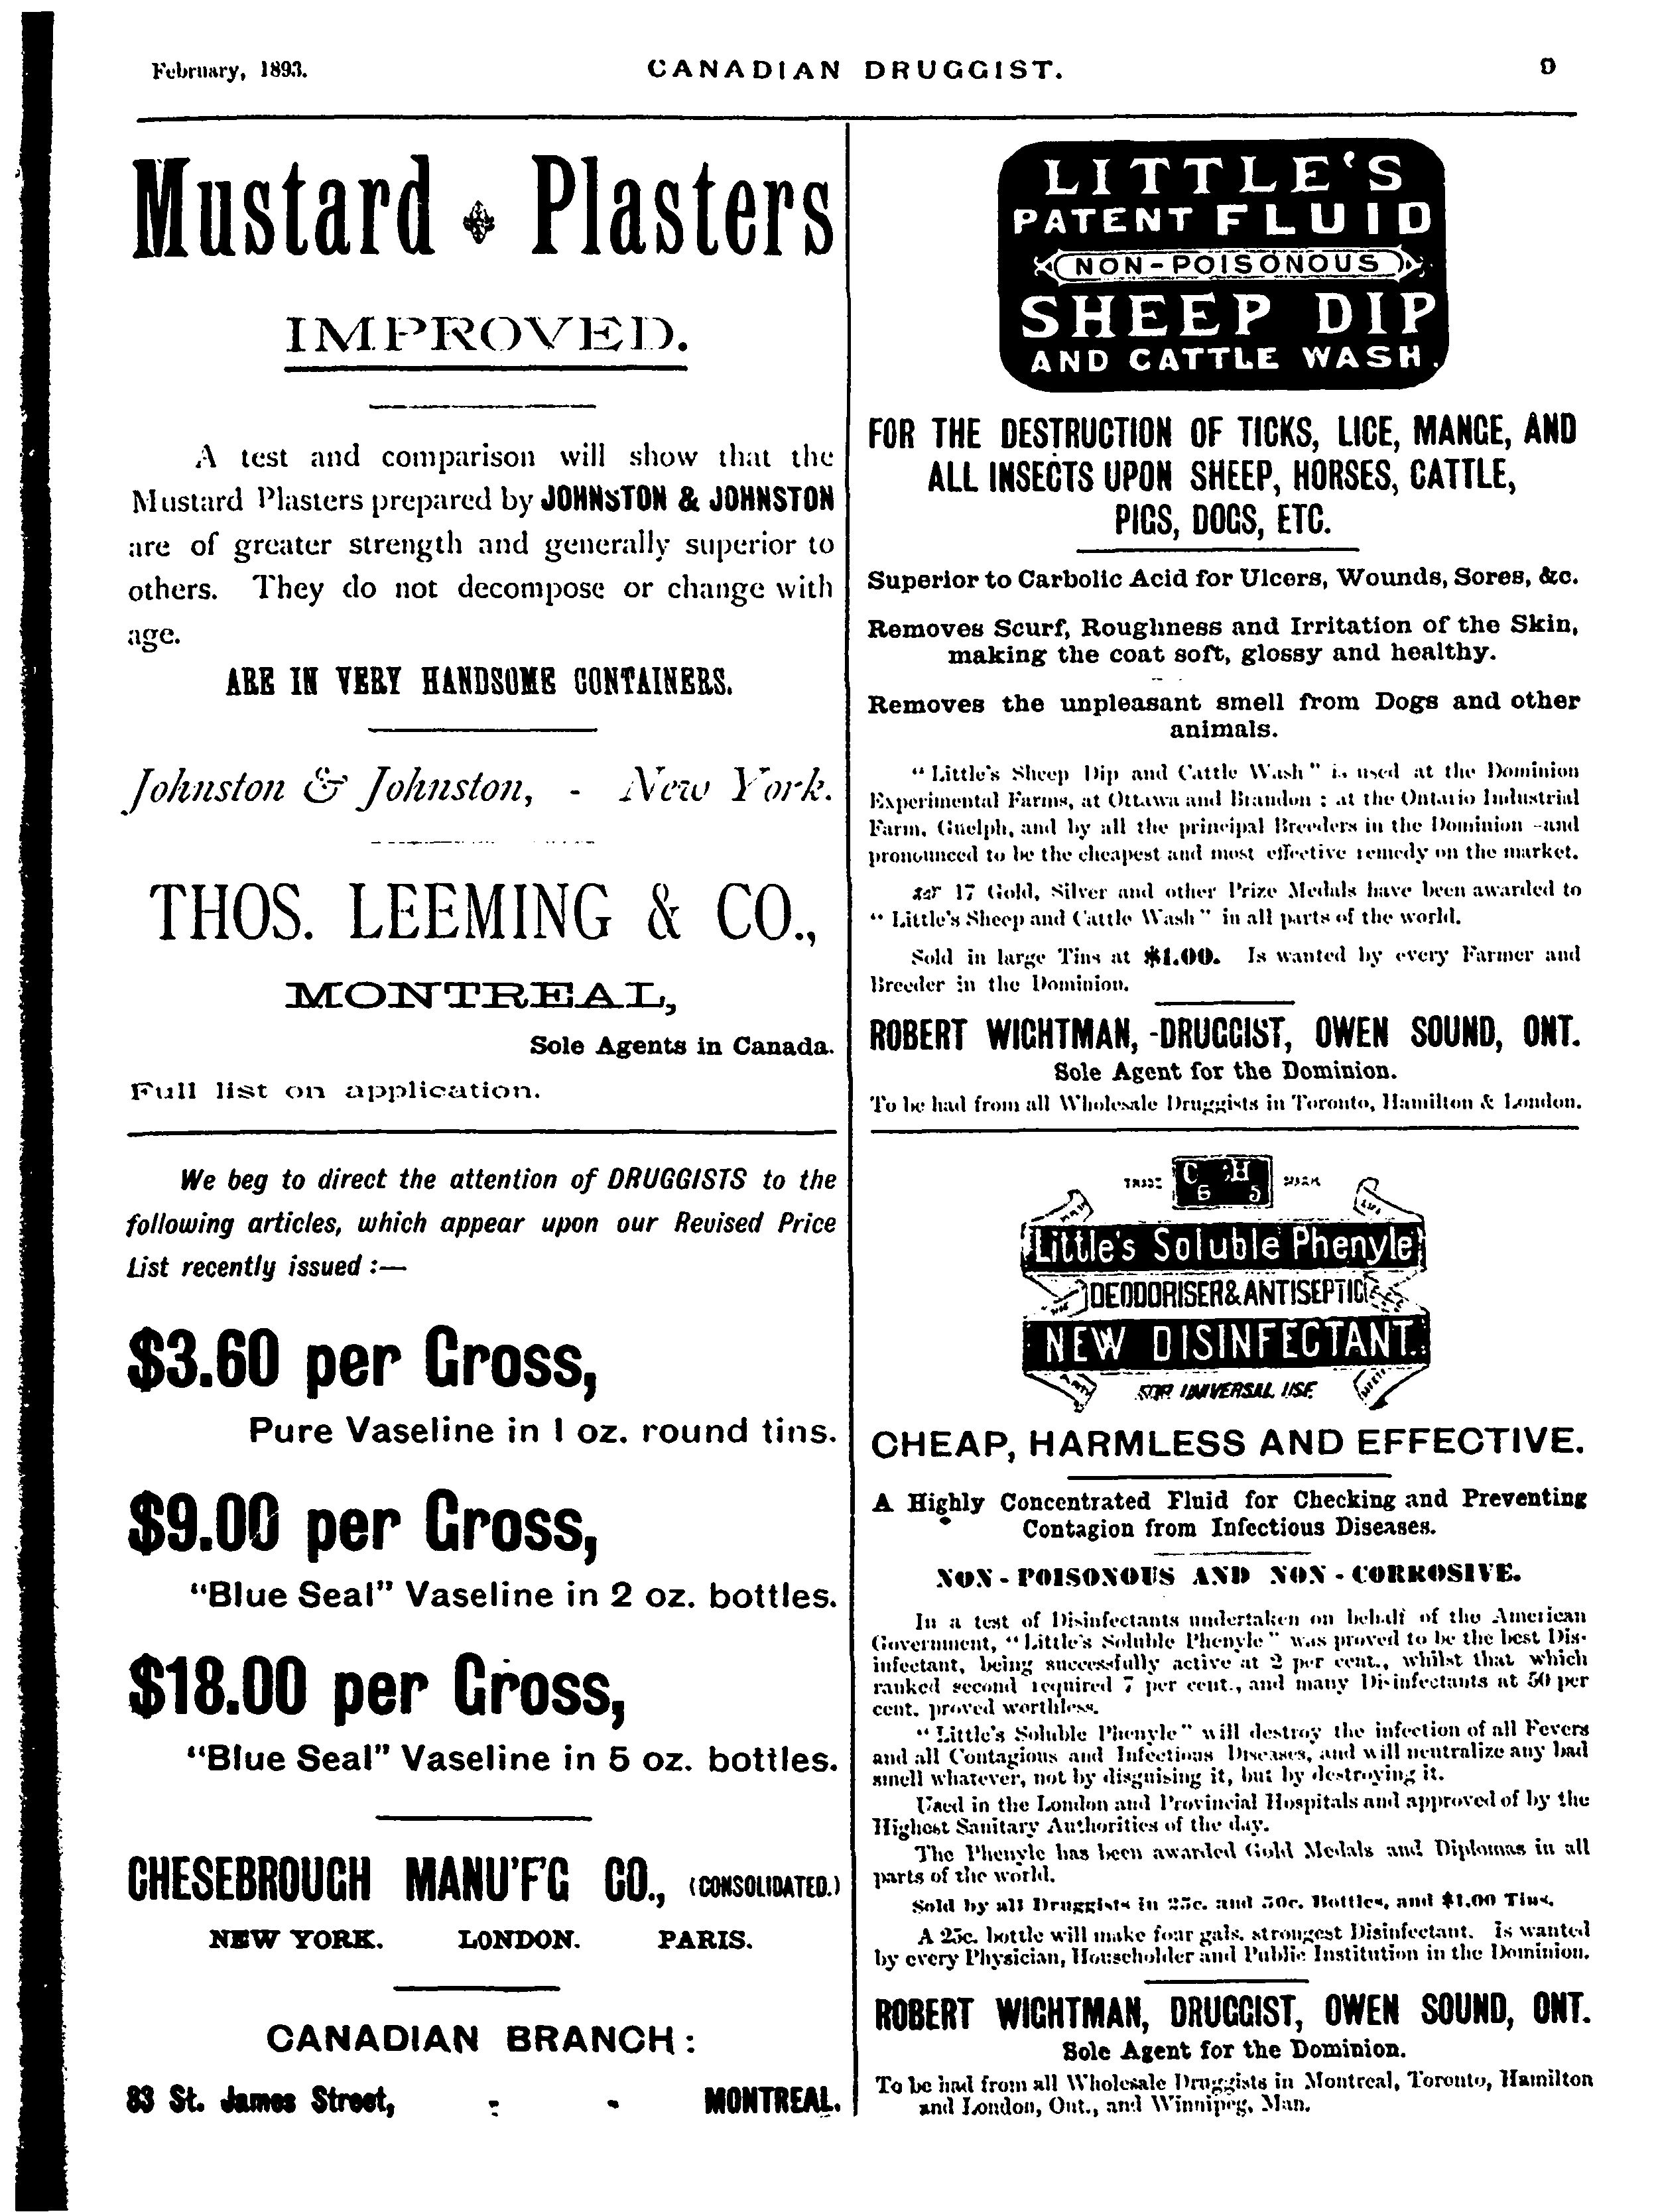 February, 1893.
CANADIAN DRUGGIST.
9
Mustard Plasters
IMPROVED.
A test and comparison will show that the
Mustard Plasters prepared by JOHNSTON & JOHNSTON
are of greater strength and generally superior to
others. They do not decompose or change with
age.
ARE IN VERY HANDSOME CONTAINERS.
Johnston & Johnston, - New York.
THOS. LEEMING & CO.,
MONTREAL,
Sole Agents in Canada.
Full list on application.
We beg to direct the attention of DRUGGISTS to the
following articles, which appear upon our Revised Price
List recently issued :—
$3.60 per Gross,
Pure Vaseline in 1 oz. round tins.
$9.00 per Gross,
"Blue Seal" Vaseline in 2 oz. bottles.
$18.00 per Gross,
"Blue Seal" Vaseline in 5 oz. bottles.
CHESEBROUGH MANU'F'G CO., (CONSOLIDATED.)
NEW YORK. LONDON. PARIS.
CANADIAN BRANCH :
83 St. James Street, - - MONTREAL.
LITTLE'S
PATENT FLUID
NON-POISONOUS
SHEEP DIP
AND CATTLE WASH.
FOR THE DESTRUCTION OF TICKS, LICE, MANGE, AND
ALL INSECTS UPON SHEEP, HORSES, CATTLE,
PIGS, DOGS, ETC.
Superior to Carbolic Acid for Ulcers, Wounds, Sores, &c.
Removes Scurf, Roughness and Irritation of the Skin,
making the coat soft, glossy and healthy.
Removes the unpleasant smell from Dogs and other
animals.
"Little's Sheep Dip and Cattle Wash" is used at the Dominion
Experimental Farms, at Ottawa and Brandon ; at the Ontario Industrial
Farm, Guelph, and by all the principal Breeders in the Dominion -and
pronounced to be the cheapest and most effective remedy on the market.
17 Gold, Silver and other Prize Medals have been awarded to
"Little's Sheep and Cattle Wash" in all parts of the world.
Sold in large Tins at $1.00. Is wanted by every Farmer and
Breeder in the Dominion.
ROBERT WIGHTMAN, -DRUGGIST, OWEN SOUND, ONT.
Sole Agent for the Dominion.
To be had from all Wholesale Druggists in Toronto, Hamilton & London.
TRADE C6 H5 MARK
Little's Soluble Phenyle
DEODORISER & ANTISEPTIC
NEW DISINFECTANT.
FOR UNIVERSAL USE
CHEAP, HARMLESS AND EFFECTIVE.
A Highly Concentrated Fluid for Checking and Preventing
Contagion from Infectious Diseases.
NON-POISONOUS AND NON-CORROSIVE.
In a test of Disinfectants undertaken on behalf of the American
Government, "Little's Soluble Phenyle" was proved to be the best Dis-
infectant, being successfully active at 2 per cent., whilst that which
ranked second required 7 per cent., and many Disinfectants at 50 per
cent. proved worthless.
"Little's Soluble Phenyle" will destroy the infection of all Fevers
and all Contagious and Infectious Diseases, and will neutralize any bad
smell whatever, not by disguising it, but by destroying it.
Used in the London and Provincial Hospitals and approved of by the
Highest Sanitary Authorities of the day.
The Phenyle has been awarded Gold Medals and Diplomas in all
parts of the world.
Sold by all Druggists in 25c. and 50c. Bottles, and $1.00 Tins.
A 25c. bottle will make four gals. strongest Disinfectant. Is wanted
by every Physician, Householder and Public Institution in the Dominion.
ROBERT WIGHTMAN, DRUGGIST, OWEN SOUND, ONT.
Sole Agent for the Dominion.
To be had from all Wholesale Druggists in Montreal, Toronto, Hamilton
and London, Ont., and Winnipeg, Man.